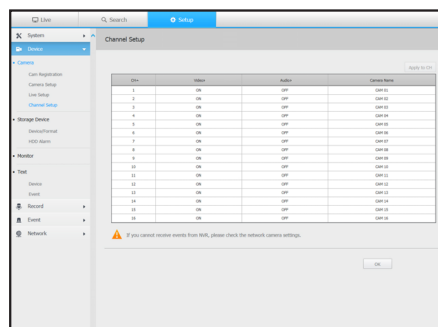 Live Search Setup
System
Device
Camera
Cam Registration
Camera Setup
Live Setup
Channel Setup
Storage Device
Device/Format
HDD Alarm
Monitor
Text
Device
Event
Record
Event
Network
Channel Setup
Apply to CH
CH Video Audio Camera Name
1 ON OFF CAM 01
2 ON OFF CAM 02
3 ON OFF CAM 03
4 ON OFF CAM 04
5 ON OFF CAM 05
6 ON OFF CAM 06
7 ON OFF CAM 07
8 ON OFF CAM 08
9 ON OFF CAM 09
10 ON OFF CAM 10
11 ON OFF CAM 11
12 ON OFF CAM 12
13 ON OFF CAM 13
14 ON OFF CAM 14
15 ON OFF CAM 15
16 ON OFF CAM 16
If you cannot receive events from NVR, please check the network camera settings.
OK